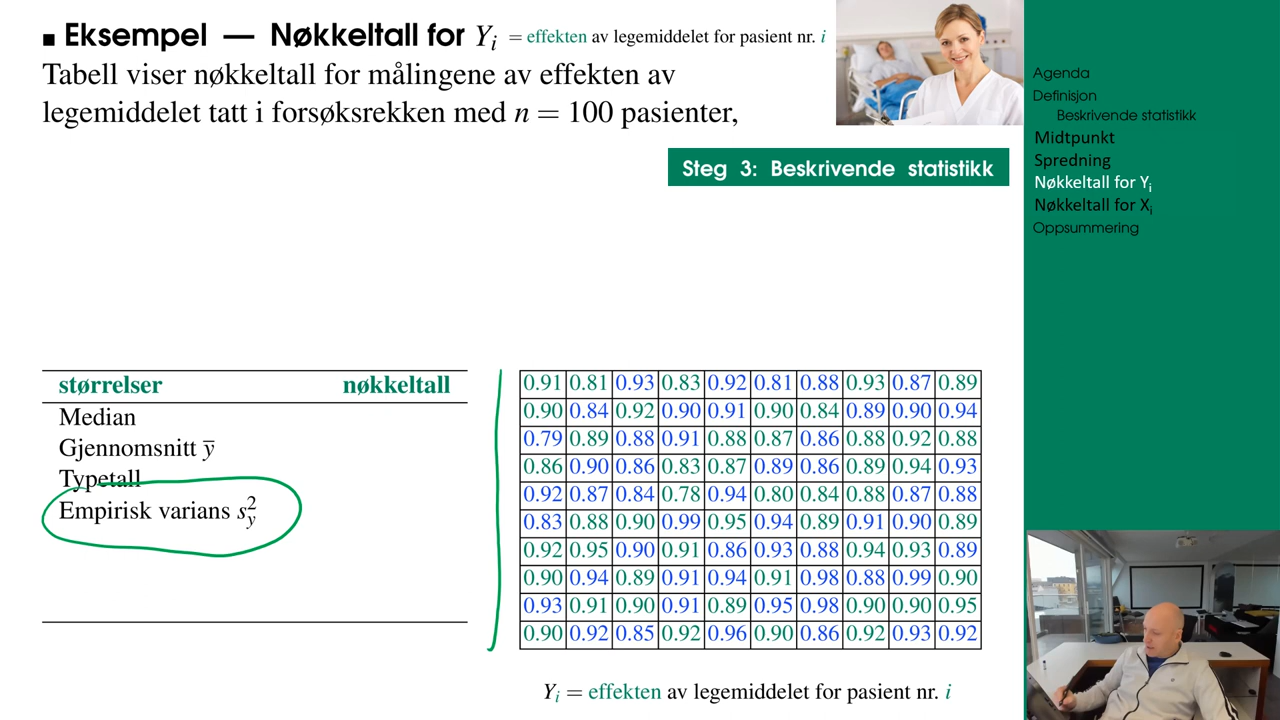 ■ Eksempel — Nøkkeltall for Yᵢ = effekten av legemiddelet for pasient nr. i
Tabell viser nøkkeltall for målingene av effekten av
legemiddelet tatt i forsøksrekken med n = 100 pasienter,
Steg 3: Beskrivende statistikk
størrelser nøkkeltall
Median
Gjennomsnitt y̅
Typetall
Empirisk varians s²_y
0.91 0.81 0.93 0.83 0.92 0.81 0.88 0.93 0.87 0.89
0.90 0.84 0.92 0.90 0.91 0.90 0.84 0.89 0.90 0.94
0.79 0.89 0.88 0.91 0.88 0.87 0.86 0.88 0.92 0.88
0.86 0.90 0.86 0.83 0.87 0.89 0.86 0.89 0.94 0.93
0.92 0.87 0.84 0.78 0.94 0.80 0.84 0.88 0.87 0.88
0.83 0.88 0.90 0.99 0.95 0.94 0.89 0.91 0.90 0.89
0.92 0.95 0.90 0.91 0.86 0.93 0.88 0.94 0.93 0.89
0.90 0.94 0.89 0.91 0.94 0.91 0.98 0.88 0.99 0.90
0.93 0.91 0.90 0.91 0.89 0.95 0.98 0.90 0.90 0.95
0.90 0.92 0.85 0.92 0.96 0.90 0.86 0.92 0.93 0.92
Yᵢ = effekten av legemiddelet for pasient nr. i
Agenda
Definisjon
Beskrivende statistikk
Midtpunkt
Spredning
Nøkkeltall for Yᵢ
Nøkkeltall for Xᵢ
Oppsummering